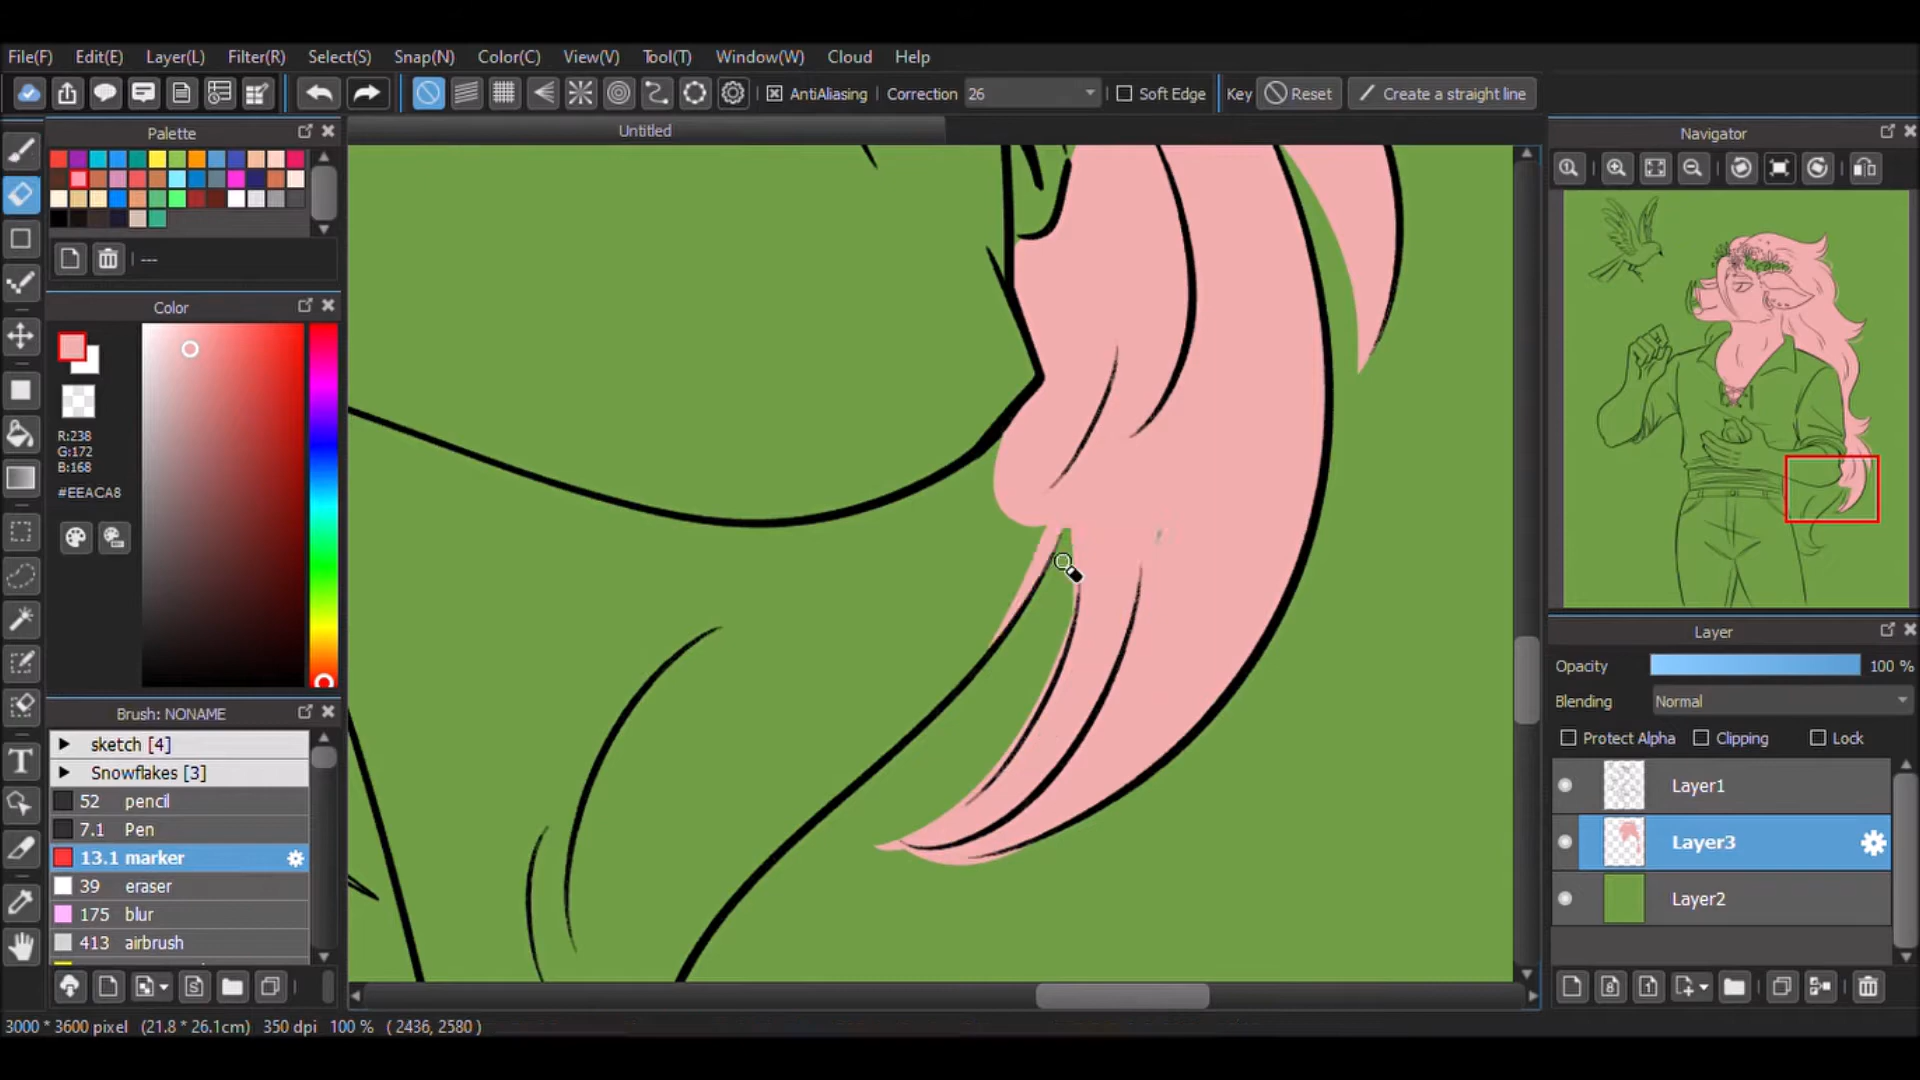 File(F) Edit(E) Layer(L) Filter(R) Select(S) Snap(N) Color(C) View(V) Tool(T) Window(W) Cloud Help
AntiAliasing Correction 26 Soft Edge Key Reset Create a straight line
Palette
Untitled
Navigator
---
Color
R:238
G:172
B:168
#EEACA8
Brush: NONAME
sketch [4]
Snowflakes [3]
52 pencil
7.1 Pen
13.1 marker
39 eraser
175 blur
413 airbrush
Layer
Opacity 100 %
Blending Normal
Protect Alpha Clipping Lock
Layer1
Layer3
Layer2
3000 * 3600 pixel (21.8 * 26.1cm) 350 dpi 100 % ( 2436, 2580 )